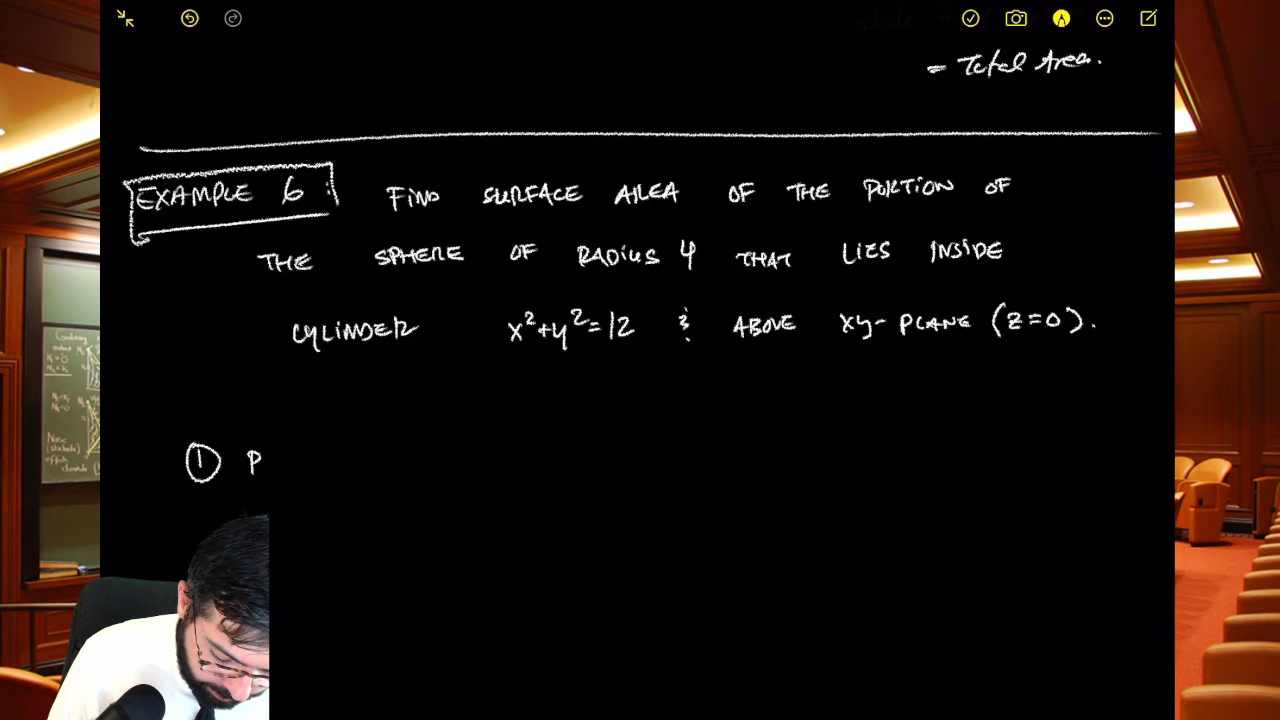 = Total Area.
EXAMPLE 6: FIND SURFACE AREA OF THE PORTION OF
THE SPHERE OF RADIUS 4 THAT LIES INSIDE
CYLINDER x²+y²=12 & ABOVE xy-PLANE (z=0).
① P